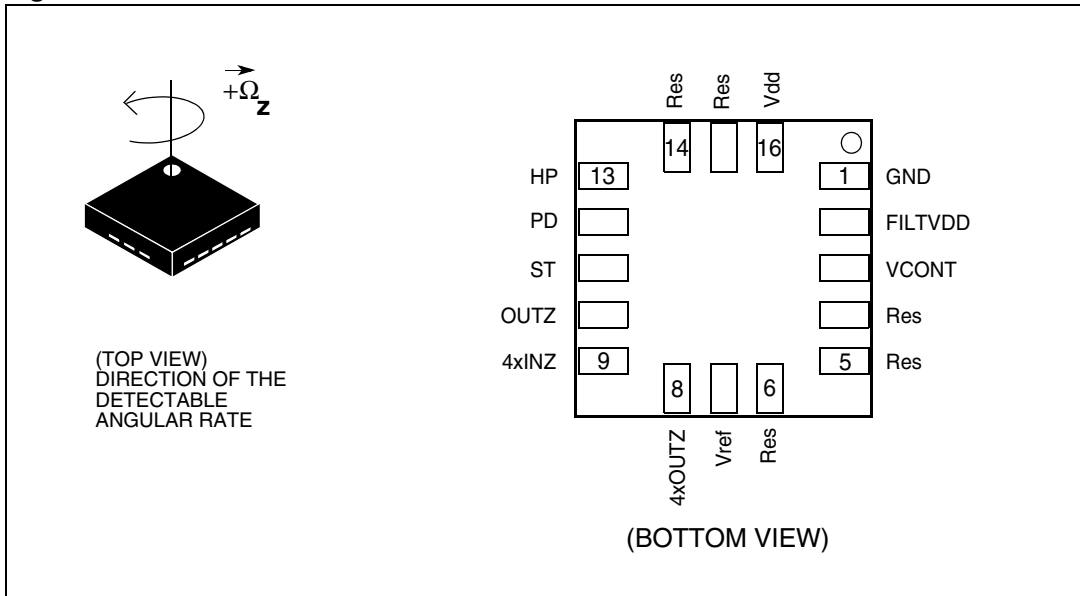 +Ω
z
(TOP VIEW)
DIRECTION OF THE
DETECTABLE
ANGULAR RATE
Res
Res
Vdd
14
16
HP
13
1
GND
PD
FILTVDD
ST
VCONT
OUTZ
Res
4xINZ
9
5
Res
8
6
4xOUTZ
Vref
Res
(BOTTOM VIEW)